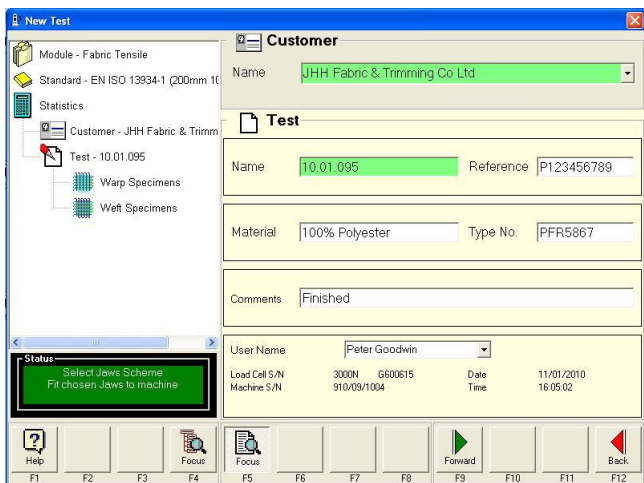 New Test
Module - Fabric Tensile
Standard - EN ISO 13934-1 (200mm 10
Statistics
Customer - JHH Fabric & Trimm
Test - 10.01.095
Warp Specimens
Weft Specimens
Status
Select Jaws Scheme
Fit chosen Jaws to machine
Customer
Name JHH Fabric & Trimming Co Ltd
Test
Name 10.01.095 Reference P123456789
Material 100% Polyester Type No. PFR5867
Comments Finished
User Name Peter Goodwin
Load Cell S/N 3000N G600615 Date 11/01/2010
Machine S/N 910/09/1004 Time 16:05:02
Help Focus Focus Forward Back
F1 F2 F3 F4 F5 F6 F7 F8 F9 F10 F11 F12